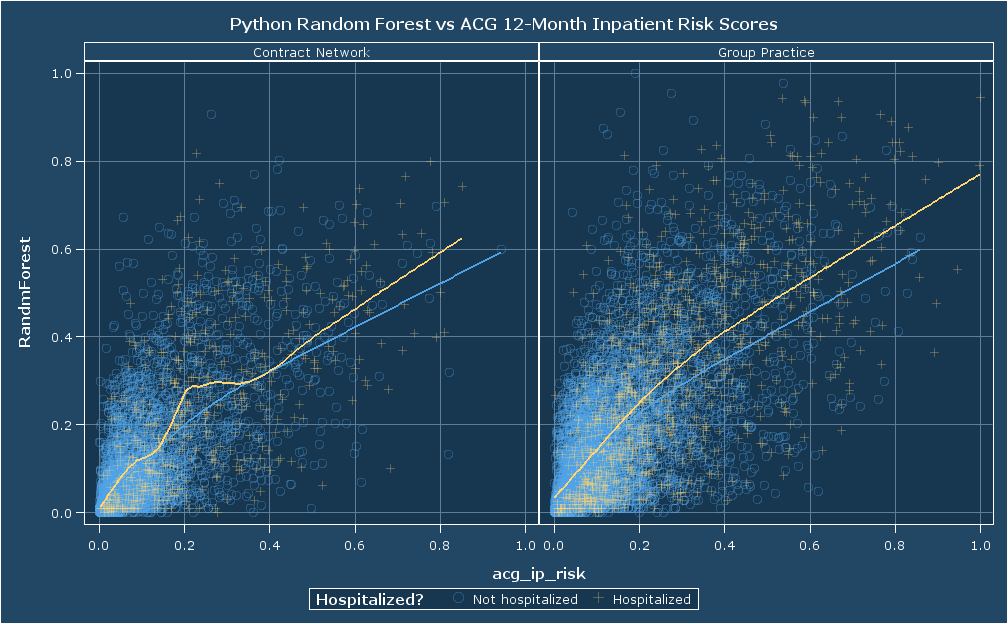 Python Random Forest vs ACG 12-Month Inpatient Risk Scores
Contract Network Group Practice
1.0
0.8
0.6
0.4
0.2
0.0
RandmForest
0.0 0.2 0.4 0.6 0.8 1.0 0.0 0.2 0.4 0.6 0.8 1.0
acg_ip_risk
Hospitalized? Not hospitalized Hospitalized